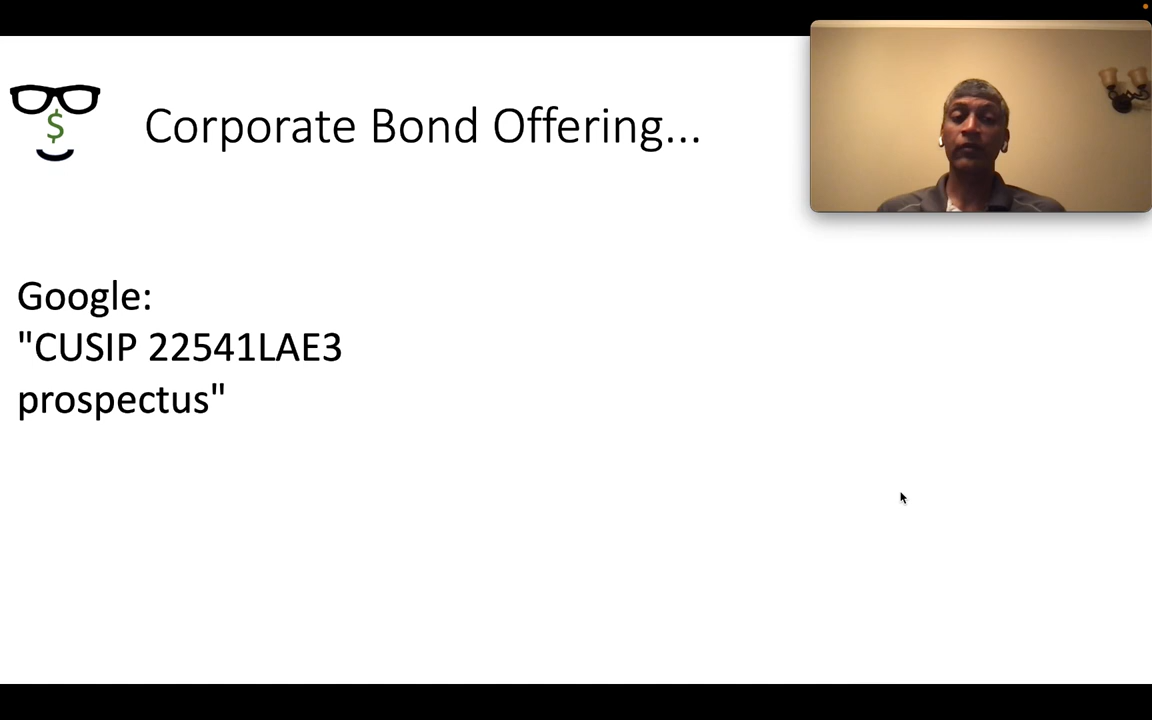 $
Corporate Bond Offering...
Google:
"CUSIP 22541LAE3
prospectus"